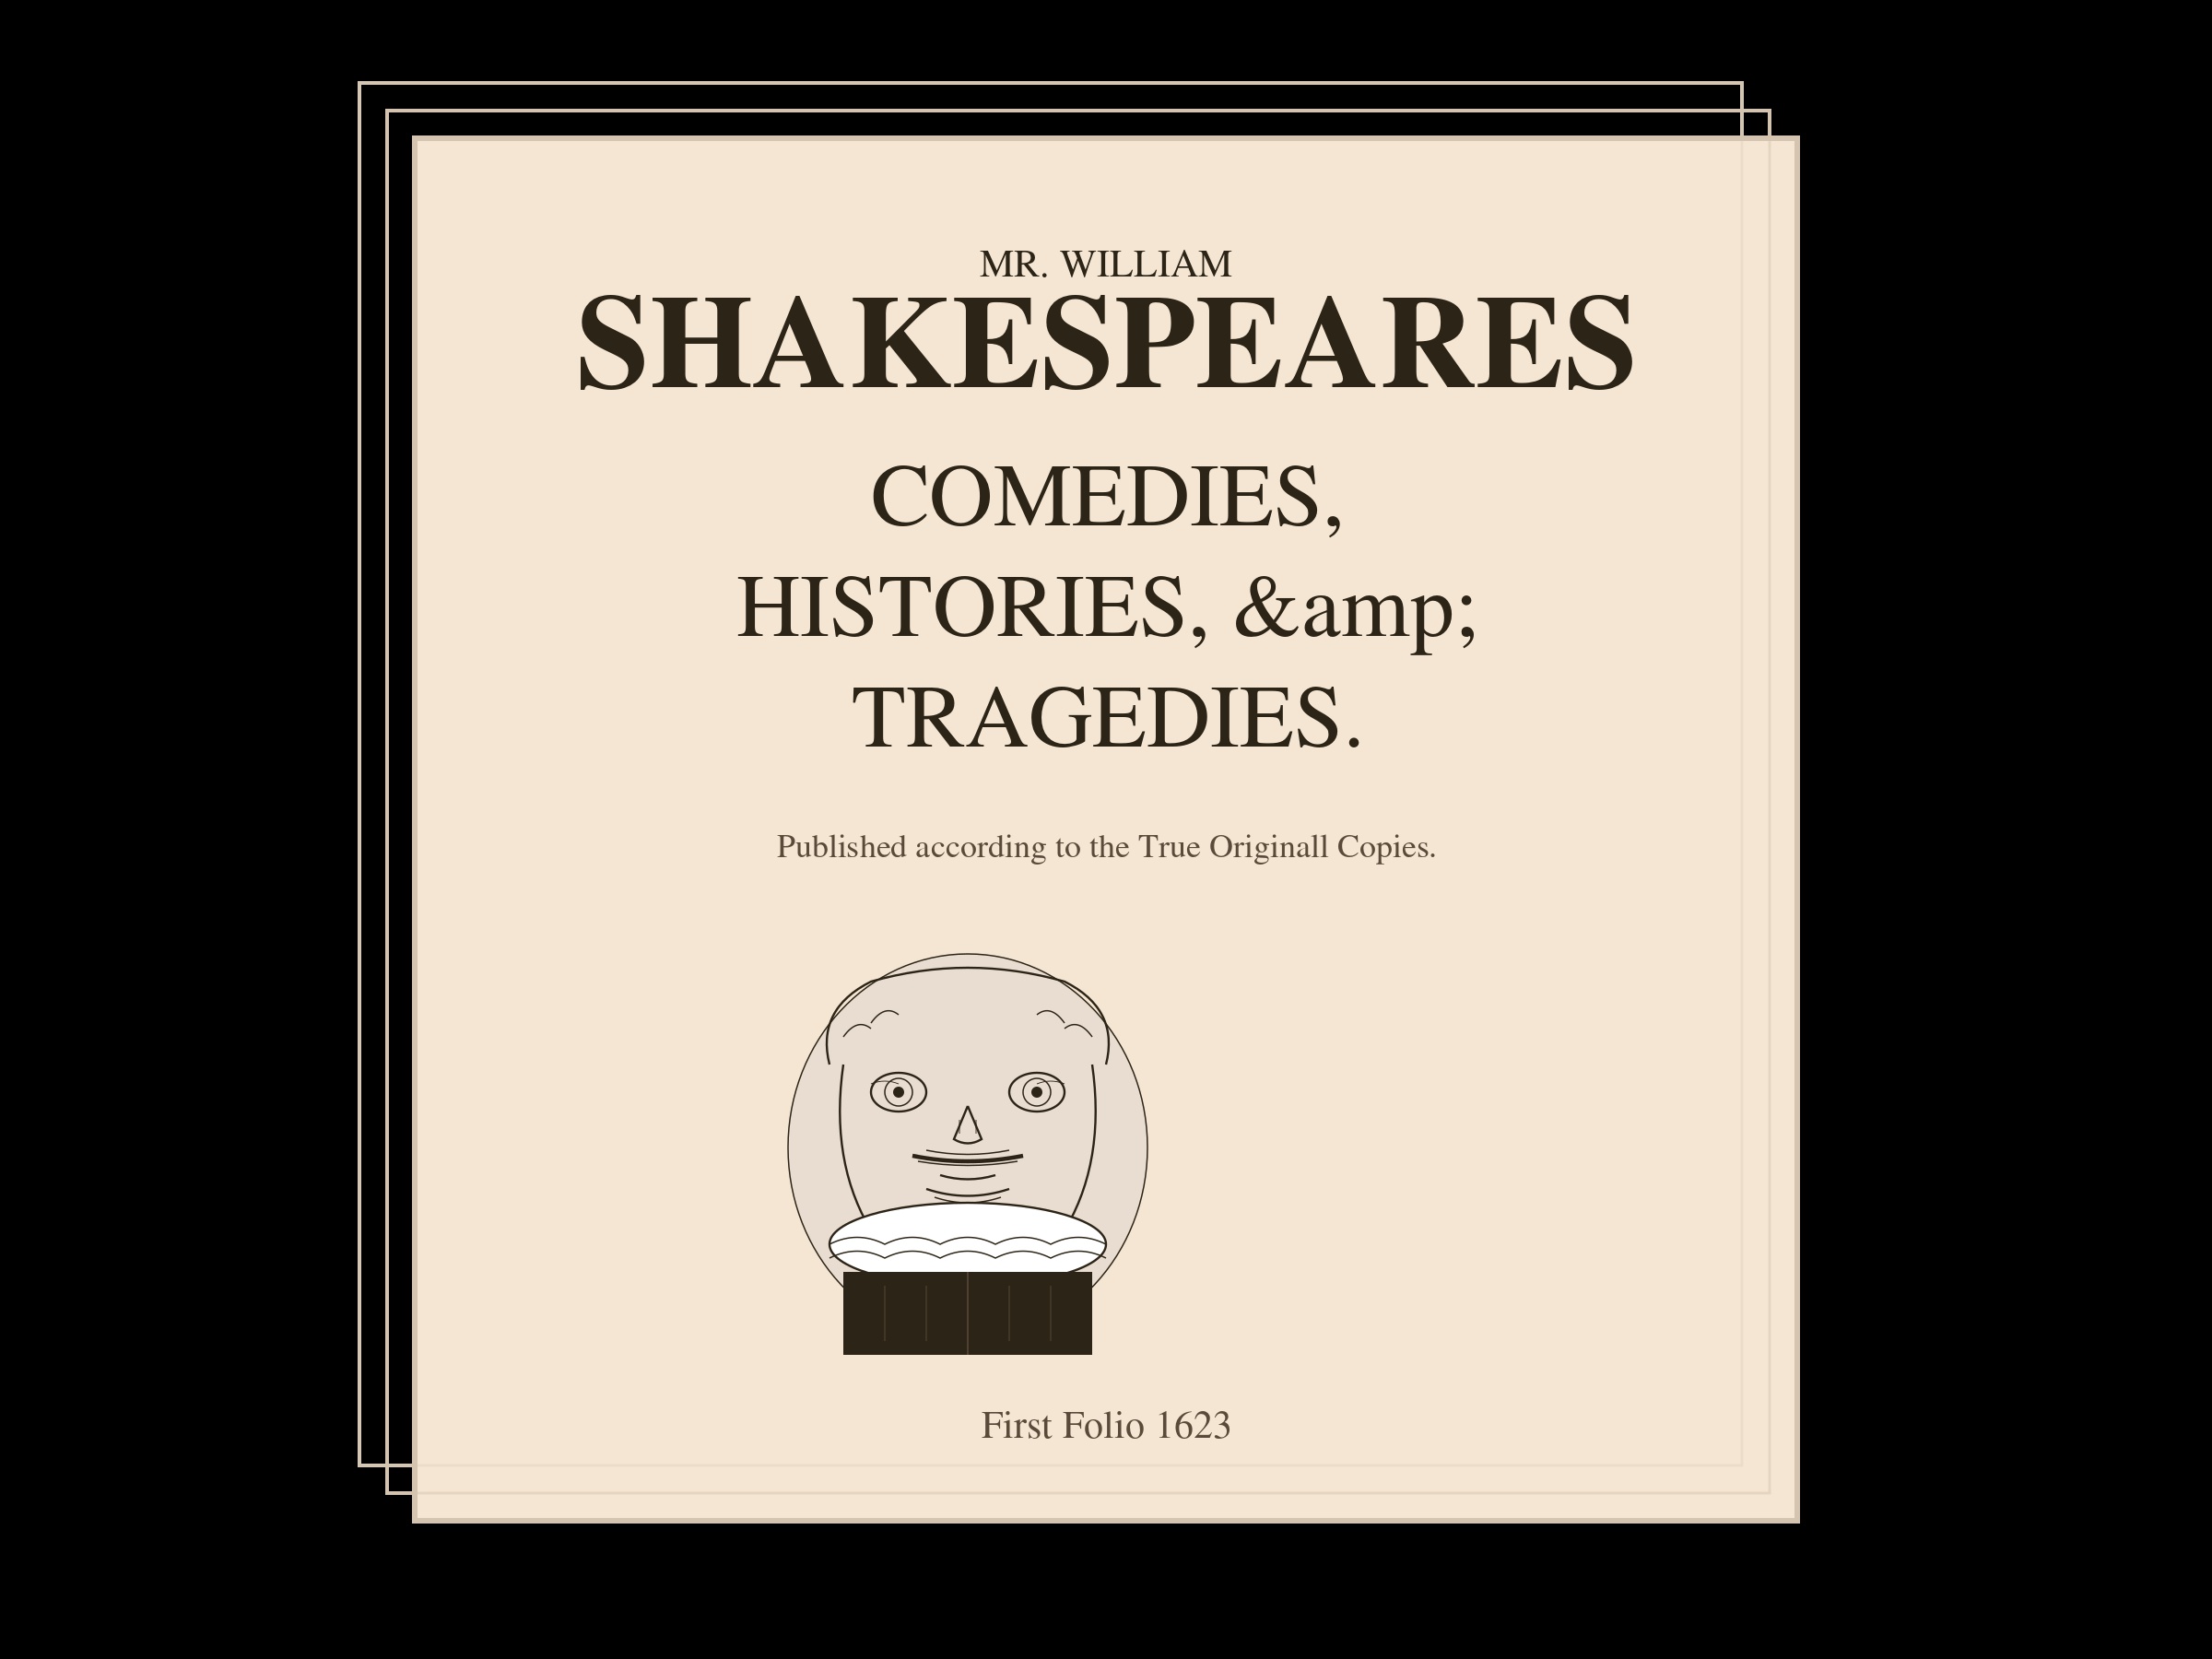 MR. WILLIAM
SHAKESPEARES
COMEDIES,
HISTORIES, &amp;
TRAGEDIES.
Published according to the True Originall Copies.
First Folio 1623